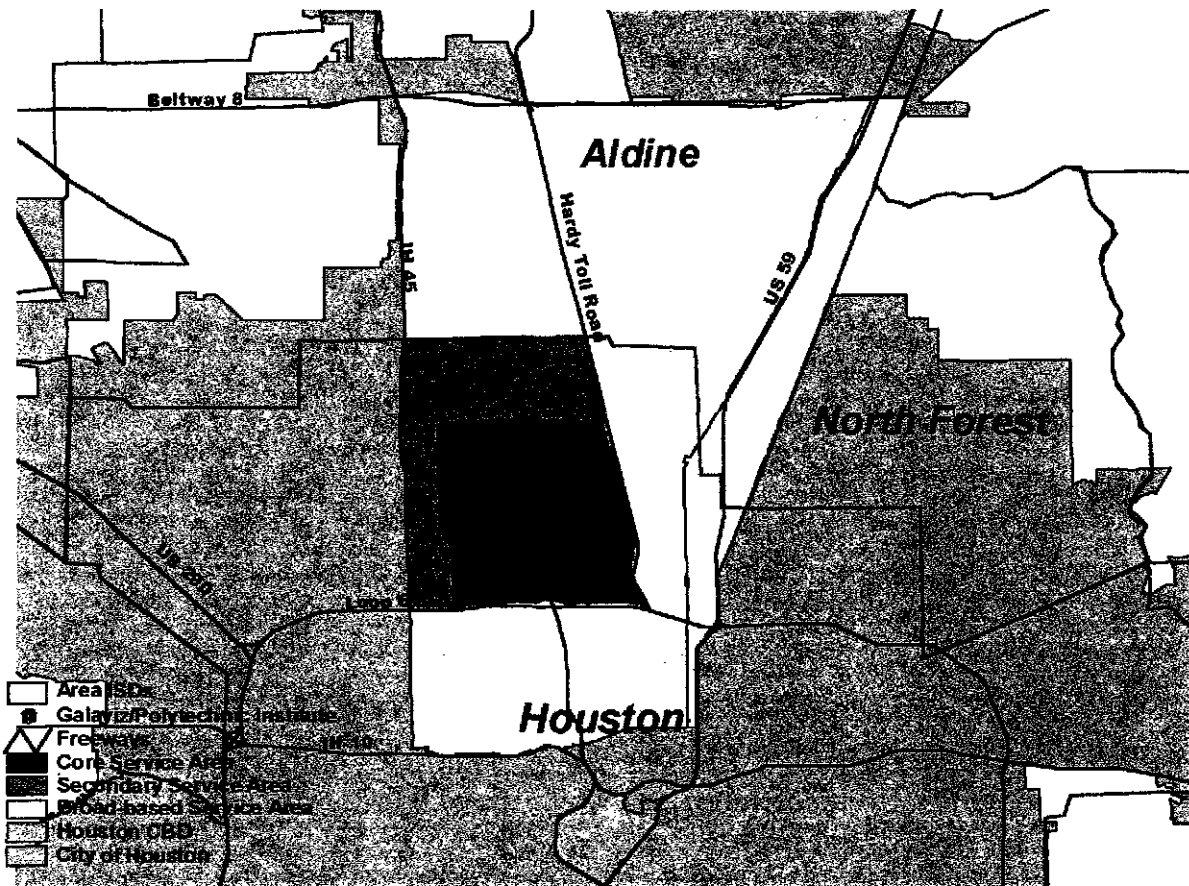 Beltway 8
Aldine
Hardy Toll Road
IH 45
US 59
North Forest
US 290
Loop
Houston
IH 10
Area ISDs
Galaviz/Polytechnic Institute
Freeways
Core Service Area
Secondary Service Area
Broad-based Service Area
Houston CBD
City of Houston